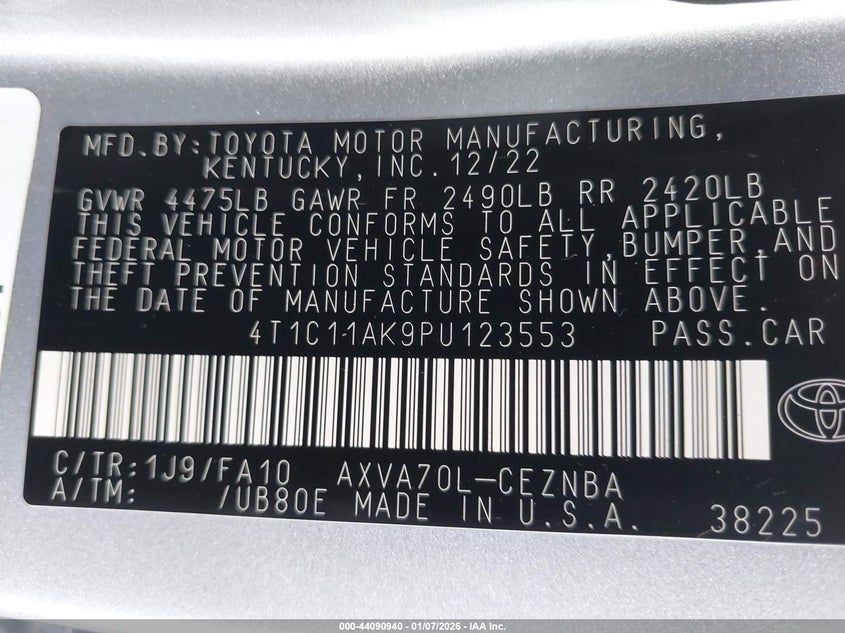 MFD.BY:TOYOTA MOTOR MANUFACTURING,
KENTUCKY,INC.12/22
GVWR 4475LB GAWR FR 2490LB RR 2420LB
THIS VEHICLE CONFORMS TO ALL APPLICABLE
FEDERAL MOTOR VEHICLE SAFETY,BUMPER,AND
THEFT PREVENTION STANDARDS IN EFFECT ON
THE DATE OF MANUFACTURE SHOWN ABOVE.
4T1C11AK9PU123553 PASS.CAR
C/TR:1J9/FA10 AXVA70L-CEZNBA
A/TM: /UB80E MADE IN U.S.A. 38225
000-44090940 - 01/07/2026 - IAA Inc.